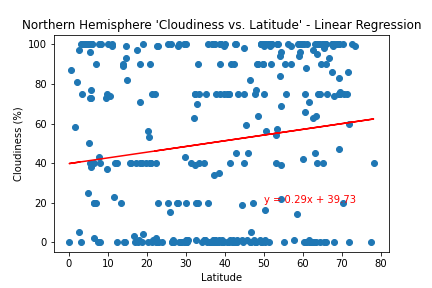 Northern Hemisphere 'Cloudiness vs. Latitude' - Linear Regression
100
80
60
40
20
0
Cloudiness (%)
y = 0.29x + 39.73
0 10 20 30 40 50 60 70 80
Latitude